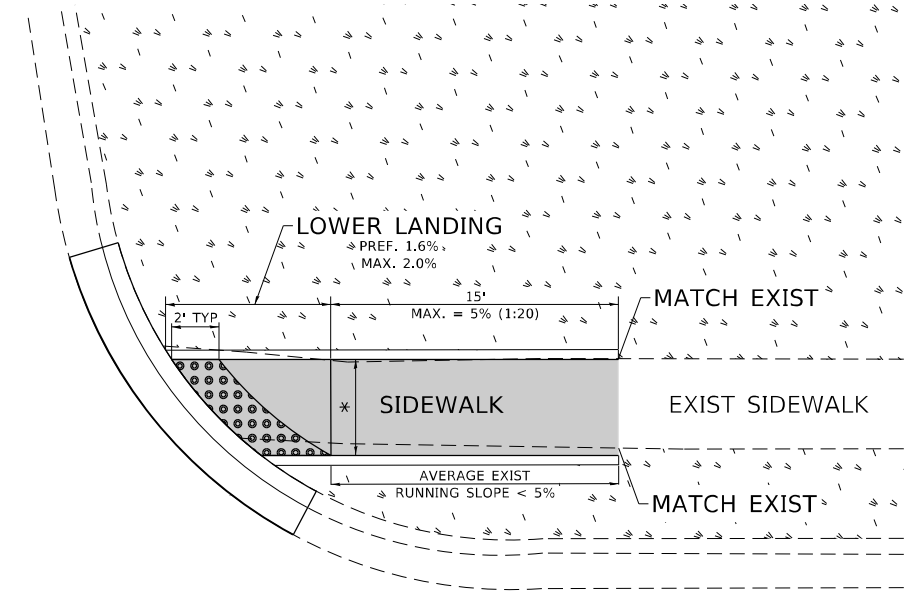 LOWER LANDING
PREF. 1.6%
MAX. 2.0%
15'
MAX. = 5% (1:20)
2' TYP
MATCH EXIST
* SIDEWALK
EXIST SIDEWALK
AVERAGE EXIST
RUNNING SLOPE < 5%
MATCH EXIST